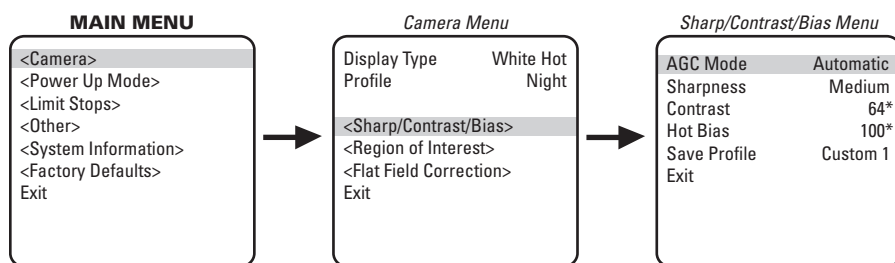 MAIN MENU
<Camera>
<Power Up Mode>
<Limit Stops>
<Other>
<System Information>
<Factory Defaults>
Exit
Camera Menu
Display Type White Hot
Profile Night
<Sharp/Contrast/Bias>
<Region of Interest>
<Flat Field Correction>
Exit
Sharp/Contrast/Bias Menu
AGC Mode Automatic
Sharpness Medium
Contrast 64*
Hot Bias 100*
Save Profile Custom 1
Exit